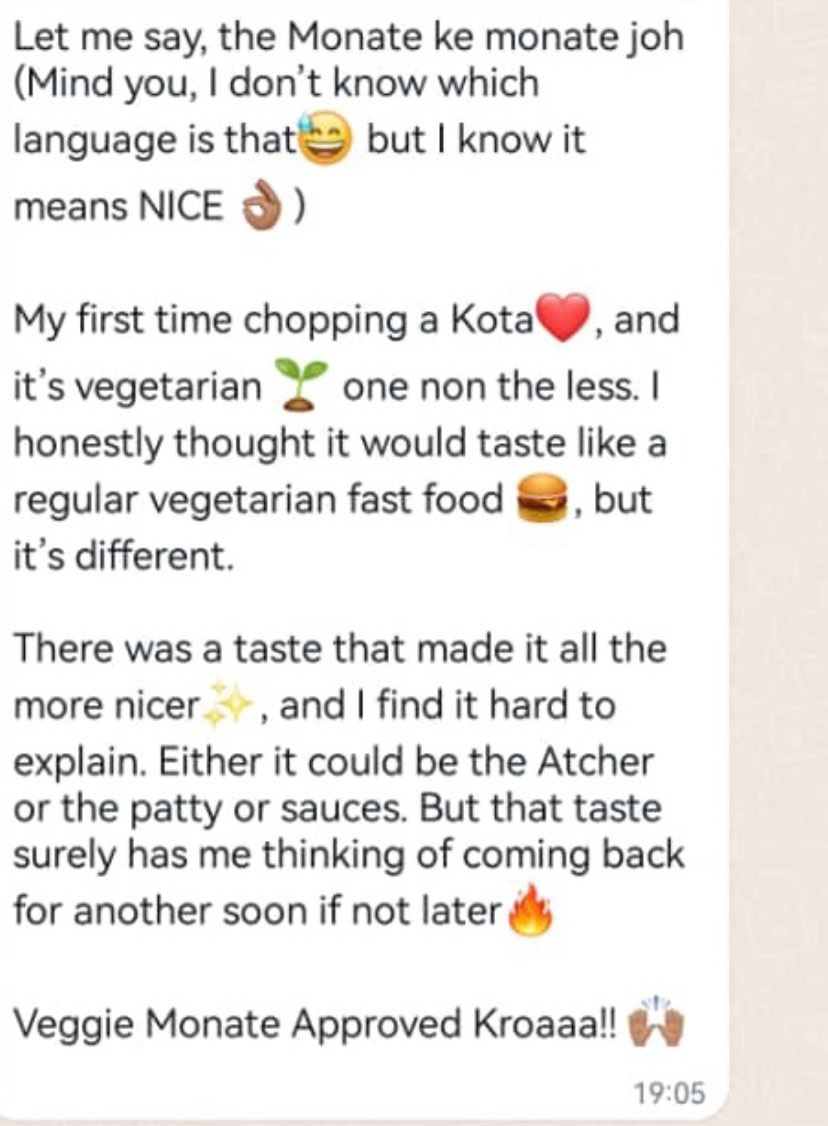 Let me say, the Monate ke monate joh
(Mind you, I don't know which
language is that😅 but I know it
means NICE 👌🏾)
My first time chopping a Kota❤️, and
it's vegetarian 🌱 one non the less. I
honestly thought it would taste like a
regular vegetarian fast food 🍔, but
it's different.
There was a taste that made it all the
more nicer✨, and I find it hard to
explain. Either it could be the Atcher
or the patty or sauces. But that taste
surely has me thinking of coming back
for another soon if not later🔥
Veggie Monate Approved Kroaaa!! 🙌🏾
19:05